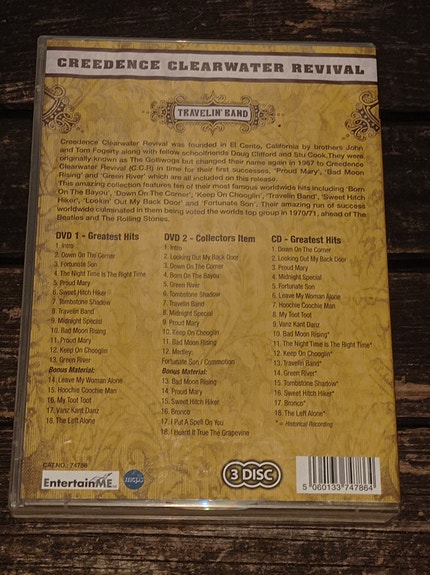 CREEDENCE CLEARWATER REVIVAL
TRAVELIN' BAND
Creedence Clearwater Revival was founded in El Cento, California by brothers John
and Tom Fogerty along with fellow schoolfriends Doug Clifford and Stu Cook.They were
originally known as The Golliwogs but changed their name again in 1967 to Creedence
Clearwater Revival (C.C.R) in time for their first successes, 'Proud Mary', 'Bad Moon
Rising' and 'Green River' which are all included on this release.
This amazing collection features ten of their most famous worldwide hits including 'Born
On The Bayou', 'Down On The Corner', 'Keep On Chooglin', 'Travelin Band', 'Sweet Hitch
Hiker', 'Lookin' Out My Back Door' and 'Fortunate Son'. Their amazing run of success
worldwide culminated in them being voted the worlds top group in 1970/71, ahead of The
Beatles and The Rolling Stones.
DVD 1 - Greatest Hits
1. Intro
2. Down On The Corner
3. Fortunate Son
4. The Night Time Is The Right Time
5. Proud Mary
6. Sweet Hitch Hiker
7. Tombstone Shadow
8. Travelin Band
9. Midnight Special
10. Bad Moon Rising
11. Proud Mary
12. Keep On Chooglin
13. Green River
Bonus Material:
14. Leave My Woman Alone
15. Hoochie Coochie Man
16. My Toot Toot
17. Vanz Kant Danz
18. The Left Alone
DVD 2 - Collectors Item
1. Intro
2. Looking Out My Back Door
3. Down On The Corner
4. Born On The Bayou
5. Green River
6. Tombstone Shadow
7. Travelin Band
8. Midnight Special
9. Proud Mary
10. Keep On Chooglin
11. Bad Moon Rising
12. Medley:
Fortunate Son / Commotion
Bonus Material:
13. Bad Moon Rising
14. Proud Mary
15. Sweet Hitch Hiker
16. Bronco
17. I Put A Spell On You
18. I Heard It True The Grapevine
CD - Greatest Hits
1. Down On The Corner
2. Looking Out My Back Door
3. Proud Mary
4. Midnight Special
5. Fortunate Son
6. Leave My Woman Alone
7. Hoochie Coochie Man
8. My Toot Toot
9. Vanz Kant Danz
10. Bad Moon Rising*
11. The Night Time Is The Right Time*
12. Keep On Chooglin*
13. Travelin Band*
14. Green River*
15. Tombstone Shadow*
16. Sweet Hitch Hiker*
17. Bronco*
18. The Left Alone*
* = Historical Recording
CAT.NO: 74786
EntertainME
mcps
3 DISC
5 060133 747864